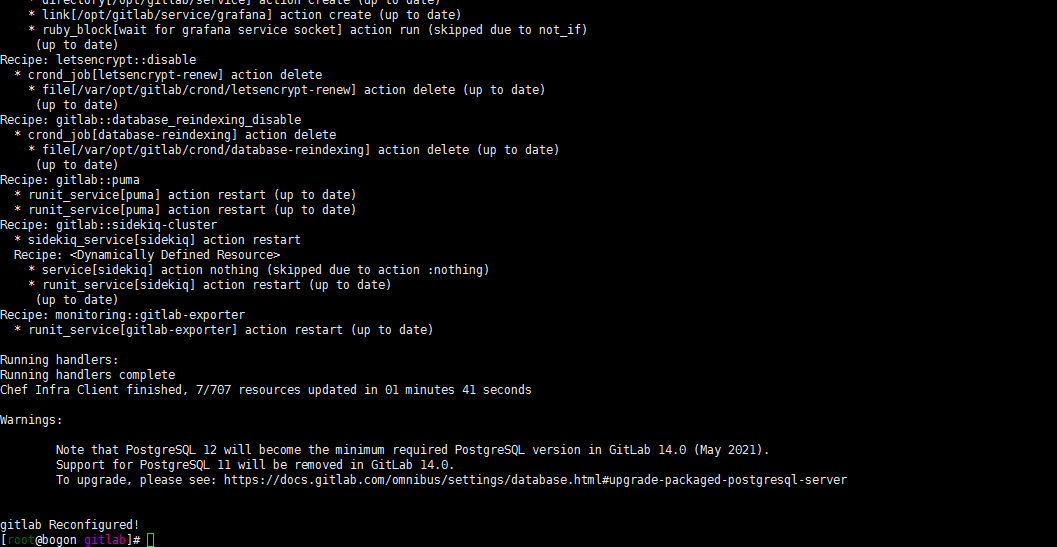 * directory[/opt/gitlab/service] action create (up to date)
* link[/opt/gitlab/service/grafana] action create (up to date)
* ruby_block[wait for grafana service socket] action run (skipped due to not_if)
(up to date)
Recipe: letsencrypt::disable
* crond_job[letsencrypt-renew] action delete
* file[/var/opt/gitlab/crond/letsencrypt-renew] action delete (up to date)
(up to date)
Recipe: gitlab::database_reindexing_disable
* crond_job[database-reindexing] action delete
* file[/var/opt/gitlab/crond/database-reindexing] action delete (up to date)
(up to date)
Recipe: gitlab::puma
* runit_service[puma] action restart (up to date)
* runit_service[puma] action restart (up to date)
Recipe: gitlab::sidekiq-cluster
* sidekiq_service[sidekiq] action restart
Recipe: <Dynamically Defined Resource>
* service[sidekiq] action nothing (skipped due to action :nothing)
* runit_service[sidekiq] action restart (up to date)
(up to date)
Recipe: monitoring::gitlab-exporter
* runit_service[gitlab-exporter] action restart (up to date)
Running handlers:
Running handlers complete
Chef Infra Client finished, 7/707 resources updated in 01 minutes 41 seconds
Warnings:
Note that PostgreSQL 12 will become the minimum required PostgreSQL version in GitLab 14.0 (May 2021).
Support for PostgreSQL 11 will be removed in GitLab 14.0.
To upgrade, please see: https://docs.gitlab.com/omnibus/settings/database.html#upgrade-packaged-postgresql-server
gitlab Reconfigured!
[root@bogon gitlab]#